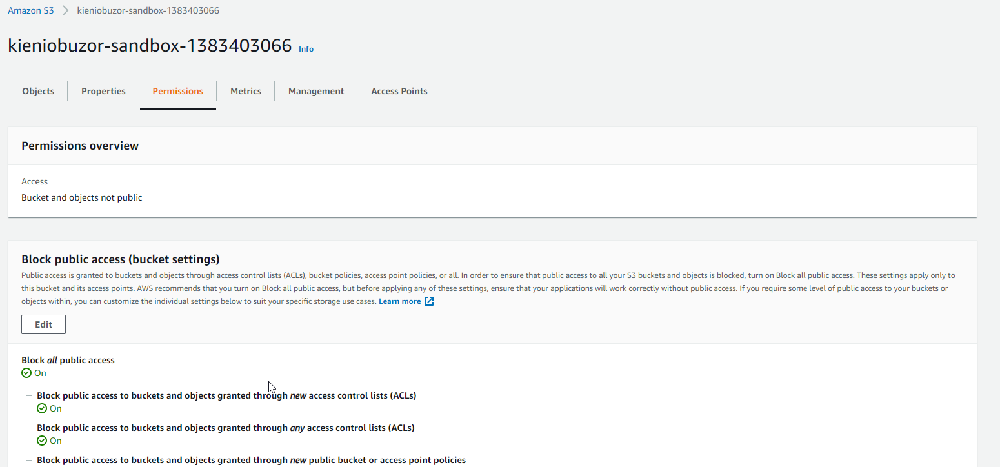 Amazon S3 > kieniobuzor-sandbox-1383403066
kieniobuzor-sandbox-1383403066 Info
Objects Properties Permissions Metrics Management Access Points
Permissions overview
Access
Bucket and objects not public
Block public access (bucket settings)
Public access is granted to buckets and objects through access control lists (ACLs), bucket policies, access point policies, or all. In order to ensure that public access to all your S3 buckets and objects is blocked, turn on Block all public access. These settings apply only to
this bucket and its access points. AWS recommends that you turn on Block all public access, but before applying any of these settings, ensure that your applications will work correctly without public access. If you require some level of public access to your buckets or
objects within, you can customize the individual settings below to suit your specific storage use cases. Learn more
Edit
Block all public access
On
Block public access to buckets and objects granted through new access control lists (ACLs)
On
Block public access to buckets and objects granted through any access control lists (ACLs)
On
Block public access to buckets and objects granted through new public bucket or access point policies